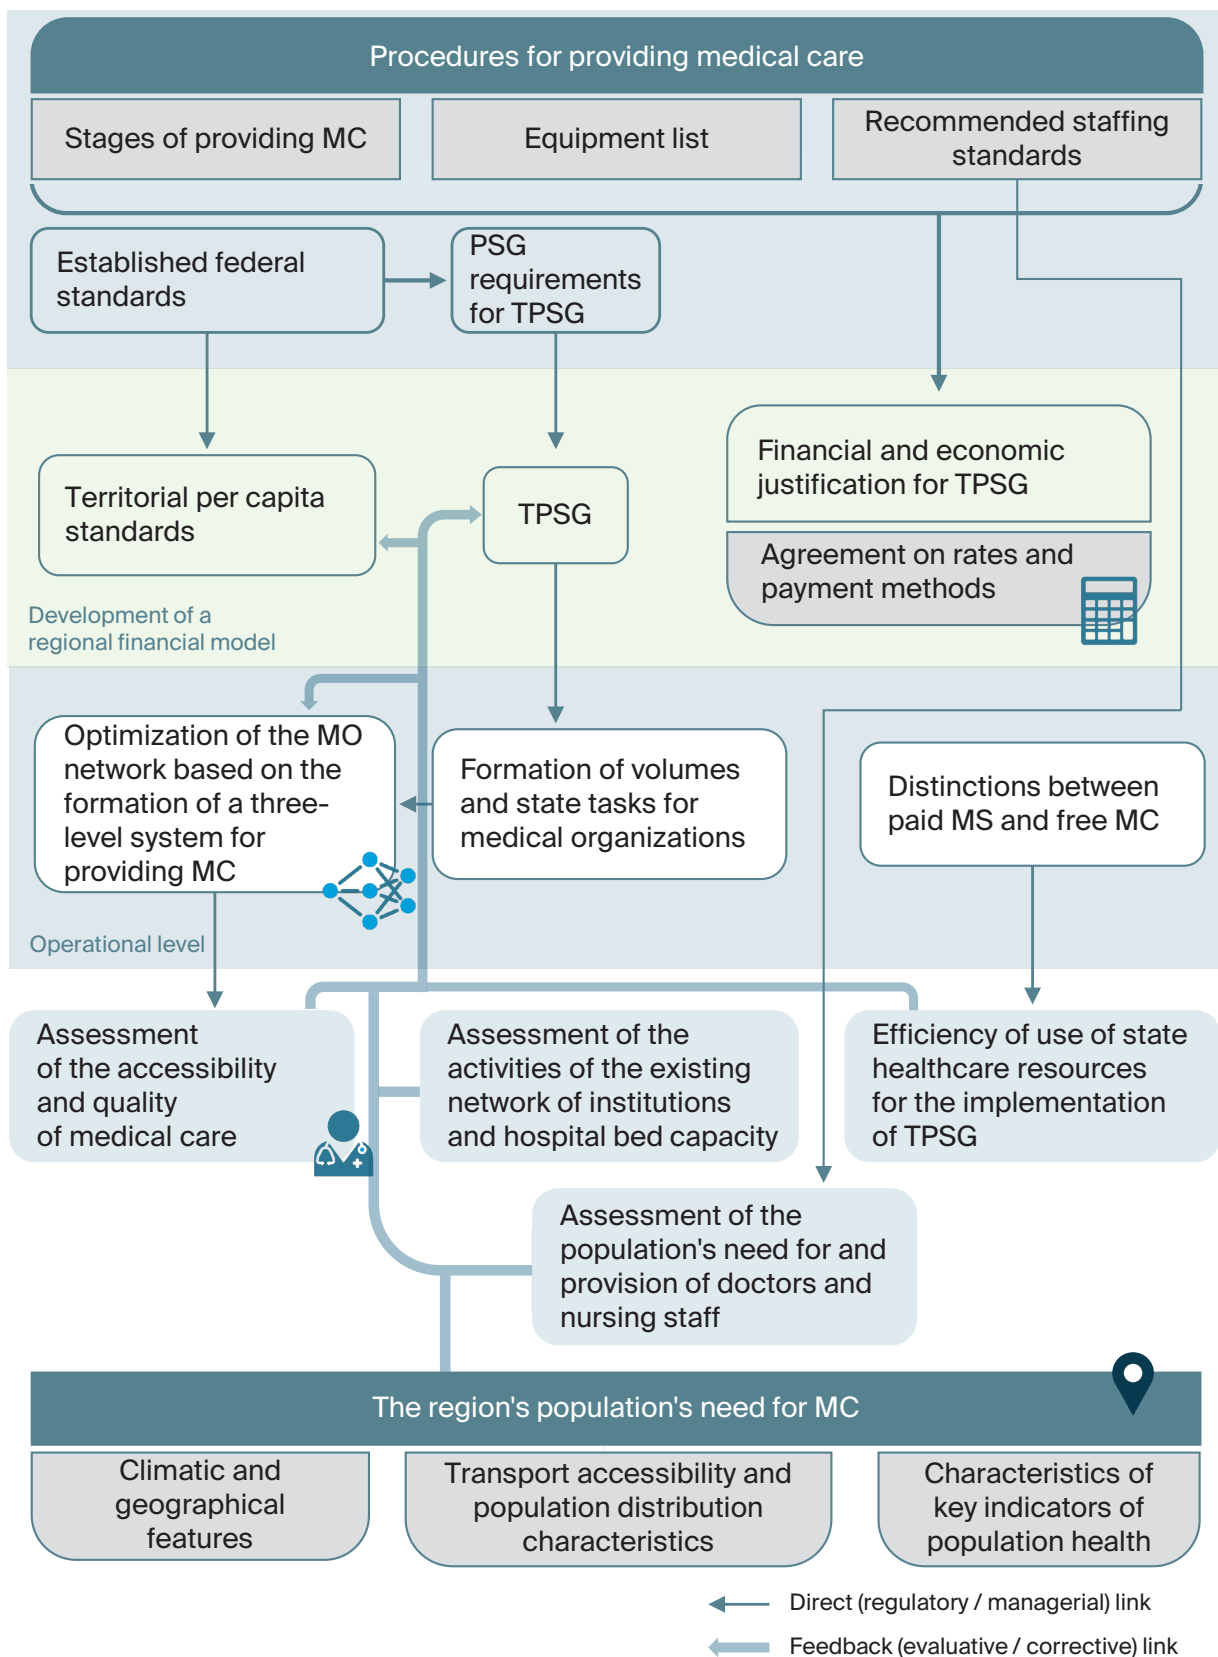 Procedures for providing medical care
Stages of providing MC
Equipment list
Recommended staffing
standards
Established federal
standards
PSG
requirements
for TPSG
Territorial per capita
standards
TPSG
Financial and economic
justification for TPSG
Agreement on rates and
payment methods
Development of a
regional financial model
Optimization of the MO
network based on the
formation of a three-
level system for
providing MC
Formation of volumes
and state tasks for
medical organizations
Distinctions between
paid MS and free MC
Operational level
Assessment
of the accessibility
and quality
of medical care
Assessment of the
activities of the existing
network of institutions
and hospital bed capacity
Efficiency of use of state
healthcare resources
for the implementation
of TPSG
Assessment of the
population's need for and
provision of doctors and
nursing staff
The region's population's need for MC
Climatic and
geographical
features
Transport accessibility and
population distribution
characteristics
Characteristics of
key indicators of
population health
Direct (regulatory / managerial) link
Feedback (evaluative / corrective) link